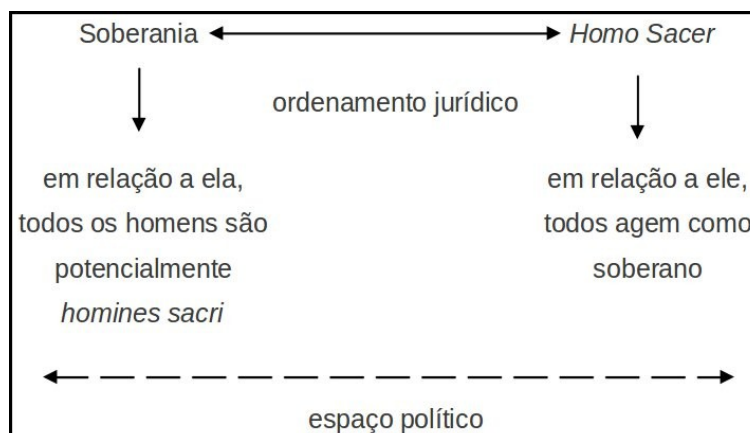 Soberania
Homo Sacer
ordenamento jurídico
em relação a ela,
todos os homens são
potencialmente
homines sacri
em relação a ele,
todos agem como
soberano
espaço político